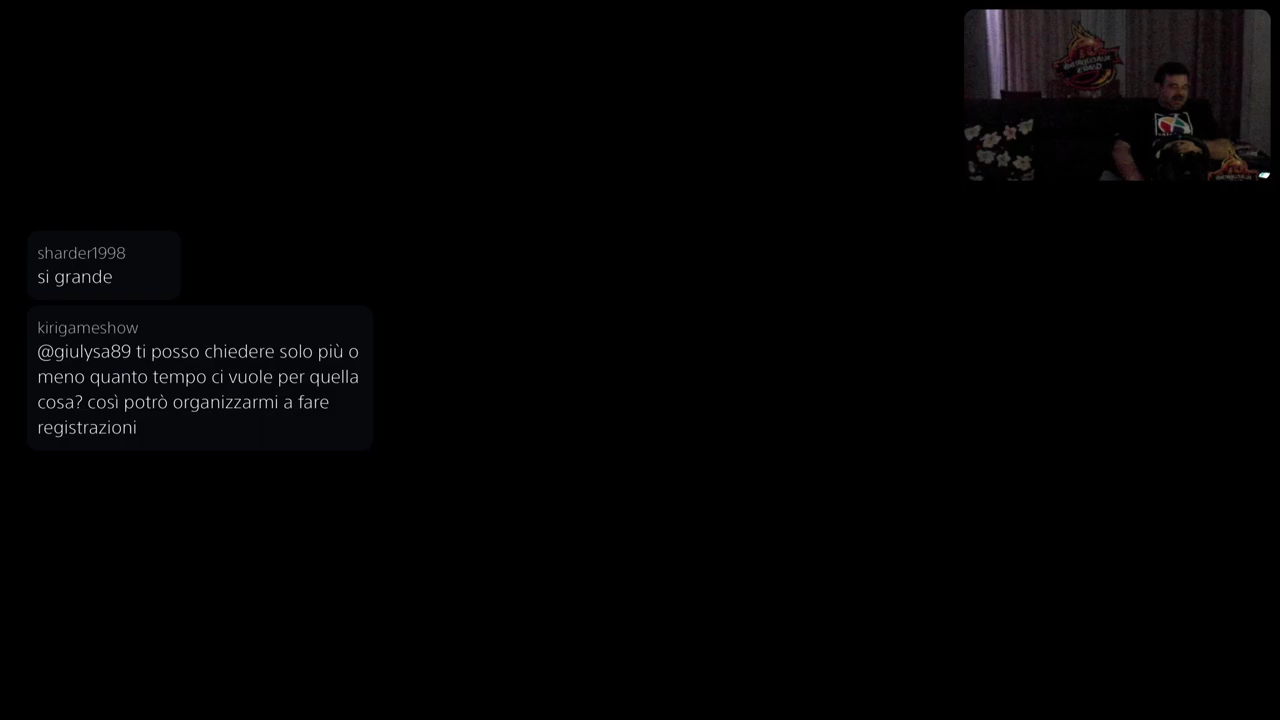 sharder1998
si grande
kirigameshow
@giulysa89 ti posso chiedere solo più o
meno quanto tempo ci vuole per quella
cosa? così potrò organizzarmi a fare
registrazioni